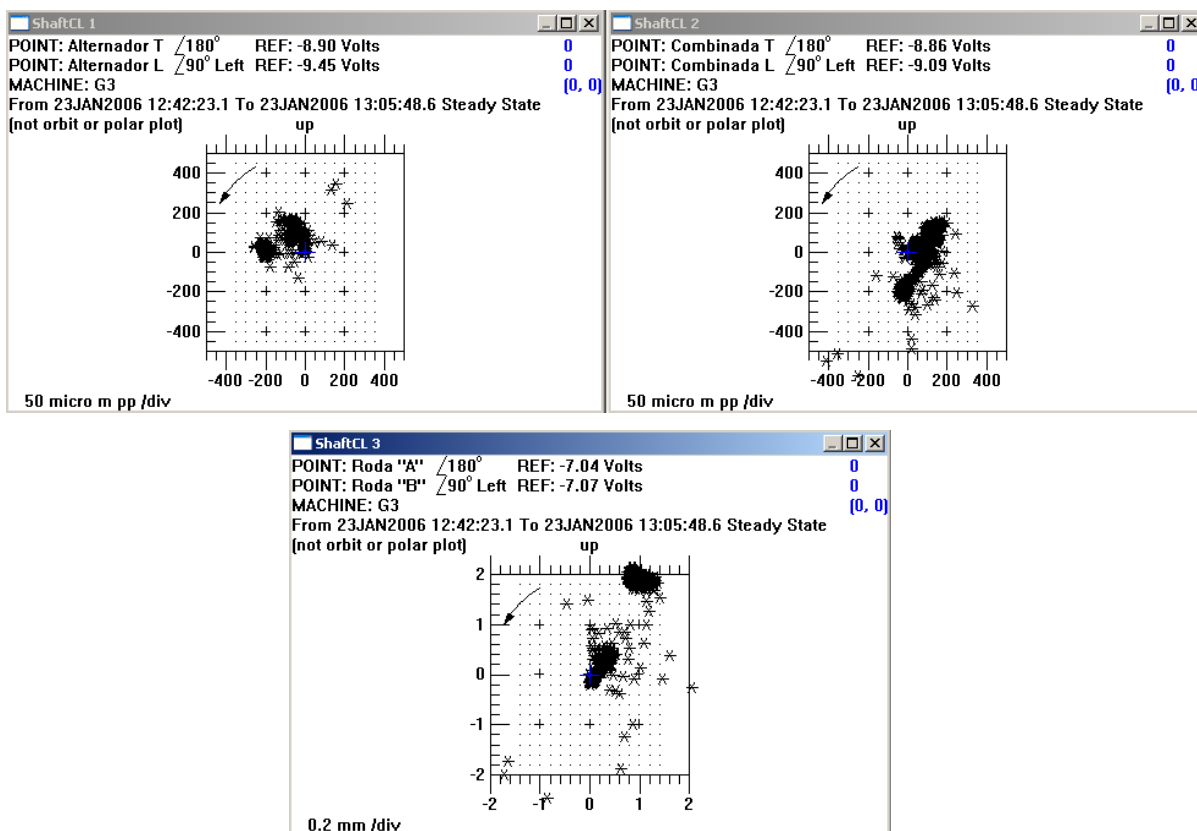 ShaftCL 1
POINT: Alternador T ∠180° REF: -8.90 Volts 0
POINT: Alternador L ∠90° Left REF: -9.45 Volts 0
MACHINE: G3 (0, 0)
From 23JAN2006 12:42:23.1 To 23JAN2006 13:05:48.6 Steady State
(not orbit or polar plot) up
400
200
0
-200
-400
-400 -200 0 200 400
50 micro m pp /div
ShaftCL 2
POINT: Combinada T ∠180° REF: -8.86 Volts 0
POINT: Combinada L ∠90° Left REF: -9.09 Volts 0
MACHINE: G3 (0, 0
From 23JAN2006 12:42:23.1 To 23JAN2006 13:05:48.6 Steady State
(not orbit or polar plot) up
400
200
0
-200
-400
-400 -200 0 200 400
50 micro m pp /div
ShaftCL 3
POINT: Roda "A" ∠180° REF: -7.04 Volts 0
POINT: Roda "B" ∠90° Left REF: -7.07 Volts 0
MACHINE: G3 (0, 0)
From 23JAN2006 12:42:23.1 To 23JAN2006 13:05:48.6 Steady State
(not orbit or polar plot) up
2
1
0
-1
-2
-2 -1 0 1 2
0.2 mm /div